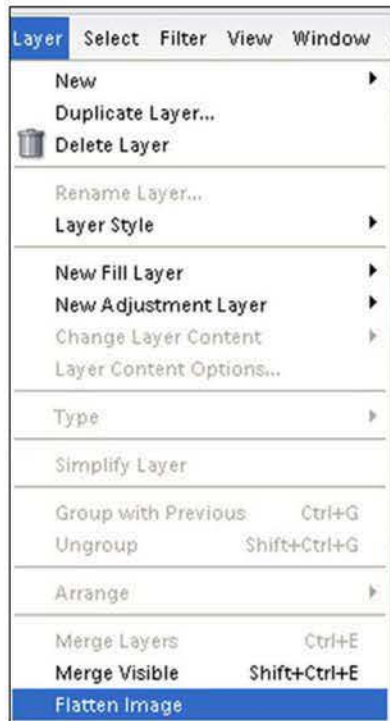 Layer Select Filter View Window
New
Duplicate Layer...
Delete Layer
Rename Layer...
Layer Style
New Fill Layer
New Adjustment Layer
Change Layer Content
Layer Content Options...
Type
Simplify Layer
Group with Previous Ctrl+G
Ungroup Shift+Ctrl+G
Arrange
Merge Layers Ctrl+E
Merge Visible Shift+Ctrl+E
Flatten Image